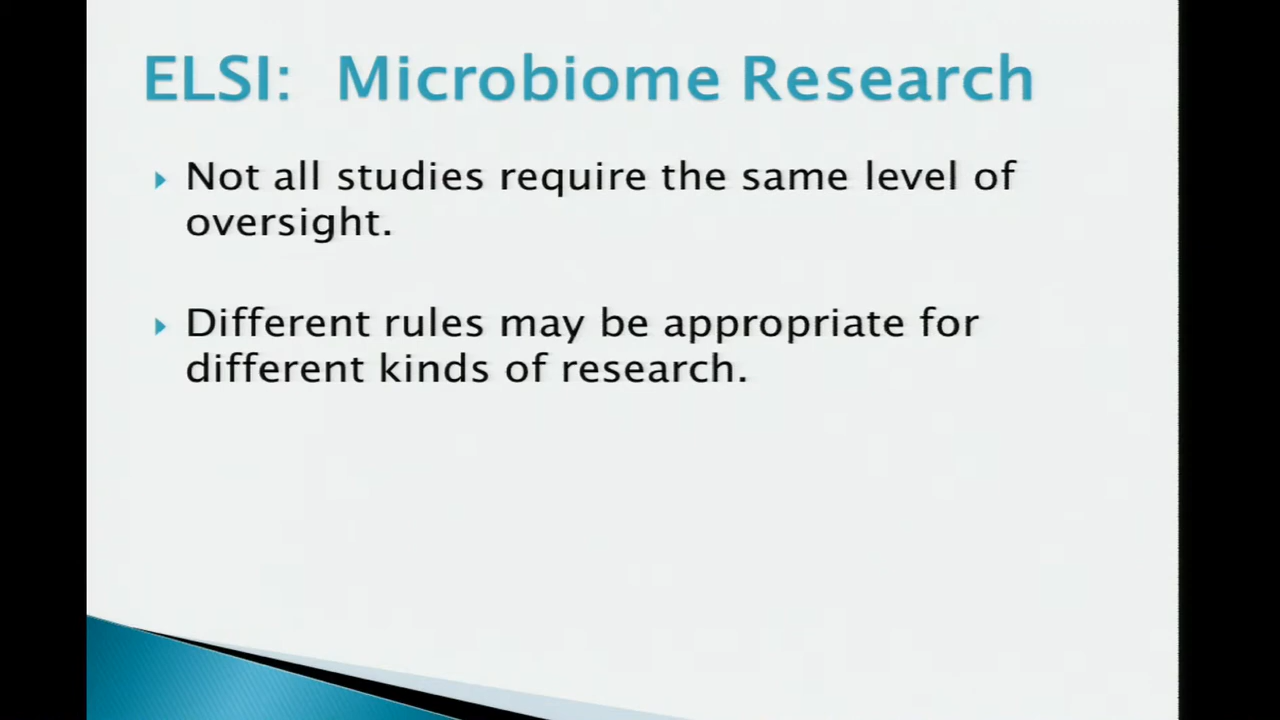 ELSI: Microbiome Research
Not all studies require the same level of
oversight.
Different rules may be appropriate for
different kinds of research.